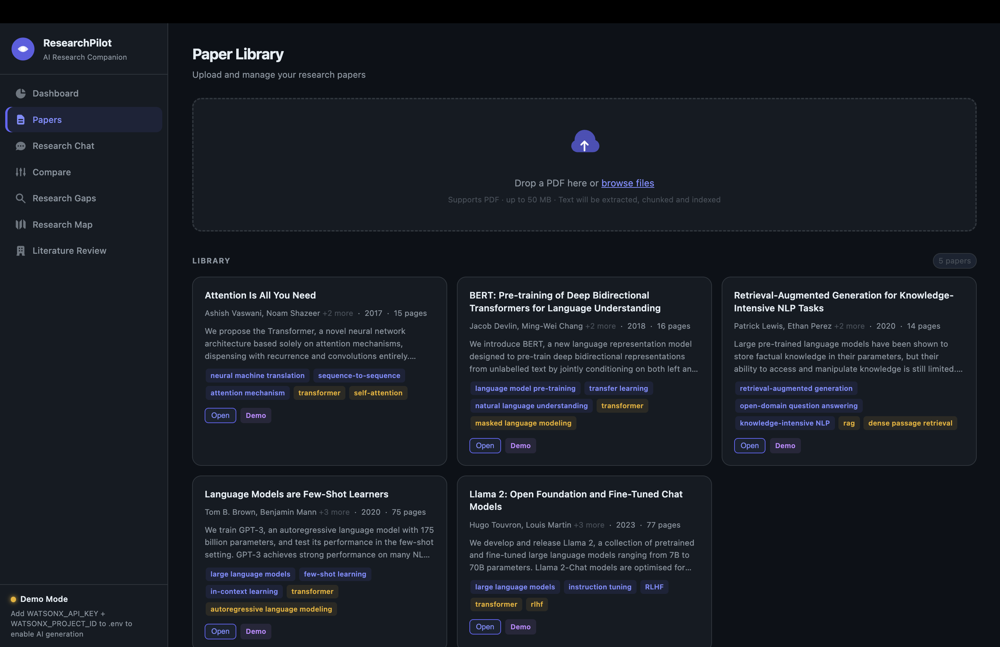 ResearchPilot
AI Research Companion
Dashboard
Papers
Research Chat
Compare
Research Gaps
Research Map
Literature Review
Demo Mode
Add WATSONX_API_KEY +
WATSONX_PROJECT_ID to .env to
enable AI generation
Paper Library
Upload and manage your research papers
Drop a PDF here or browse files
Supports PDF · up to 50 MB · Text will be extracted, chunked and indexed
LIBRARY
5 papers
Attention Is All You Need
Ashish Vaswani, Noam Shazeer +2 more · 2017 · 15 pages
We propose the Transformer, a novel neural network
architecture based solely on attention mechanisms,
dispensing with recurrence and convolutions entirely....
neural machine translation sequence-to-sequence
attention mechanism transformer self-attention
Open Demo
BERT: Pre-training of Deep Bidirectional
Transformers for Language Understanding
Jacob Devlin, Ming-Wei Chang +2 more · 2018 · 16 pages
We introduce BERT, a new language representation model
designed to pre-train deep bidirectional representations
from unlabelled text by jointly conditioning on both left an...
language model pre-training transfer learning
natural language understanding transformer
masked language modeling
Open Demo
Retrieval-Augmented Generation for Knowledge-
Intensive NLP Tasks
Patrick Lewis, Ethan Perez +2 more · 2020 · 14 pages
Large pre-trained language models have been shown to
store factual knowledge in their parameters, but their
ability to access and manipulate knowledge is still limited....
retrieval-augmented generation
open-domain question answering
knowledge-intensive NLP rag dense passage retrieval
Open Demo
Language Models are Few-Shot Learners
Tom B. Brown, Benjamin Mann +3 more · 2020 · 75 pages
We train GPT-3, an autoregressive language model with 175
billion parameters, and test its performance in the few-shot
setting. GPT-3 achieves strong performance on many NL...
large language models few-shot learning
in-context learning transformer
autoregressive language modeling
Open Demo
Llama 2: Open Foundation and Fine-Tuned Chat
Models
Hugo Touvron, Louis Martin +3 more · 2023 · 77 pages
We develop and release Llama 2, a collection of pretrained
and fine-tuned large language models ranging from 7B to
70B parameters. Llama 2-Chat models are optimised for...
large language models instruction tuning RLHF
transformer rlhf
Open Demo